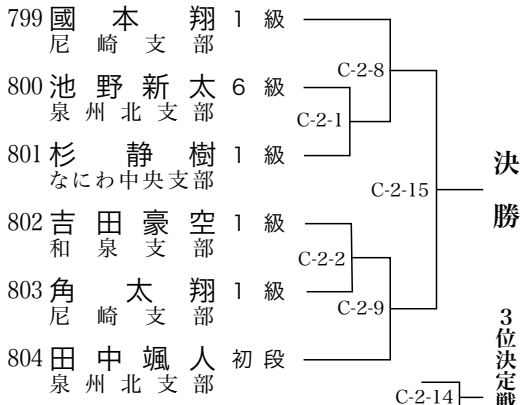 799 國本 翔 1 級
尼崎支部
C-2-8
800 池野新太 6 級
泉州北支部
C-2-1
801 杉 静樹 1 級
なにわ中央支部
C-2-15
決勝
802 吉田豪空 1 級
和泉支部
C-2-2
803 角 太翔 1 級
尼崎支部
C-2-9
804 田中颯人 初段
泉州北支部
C-2-14
3位決定戦